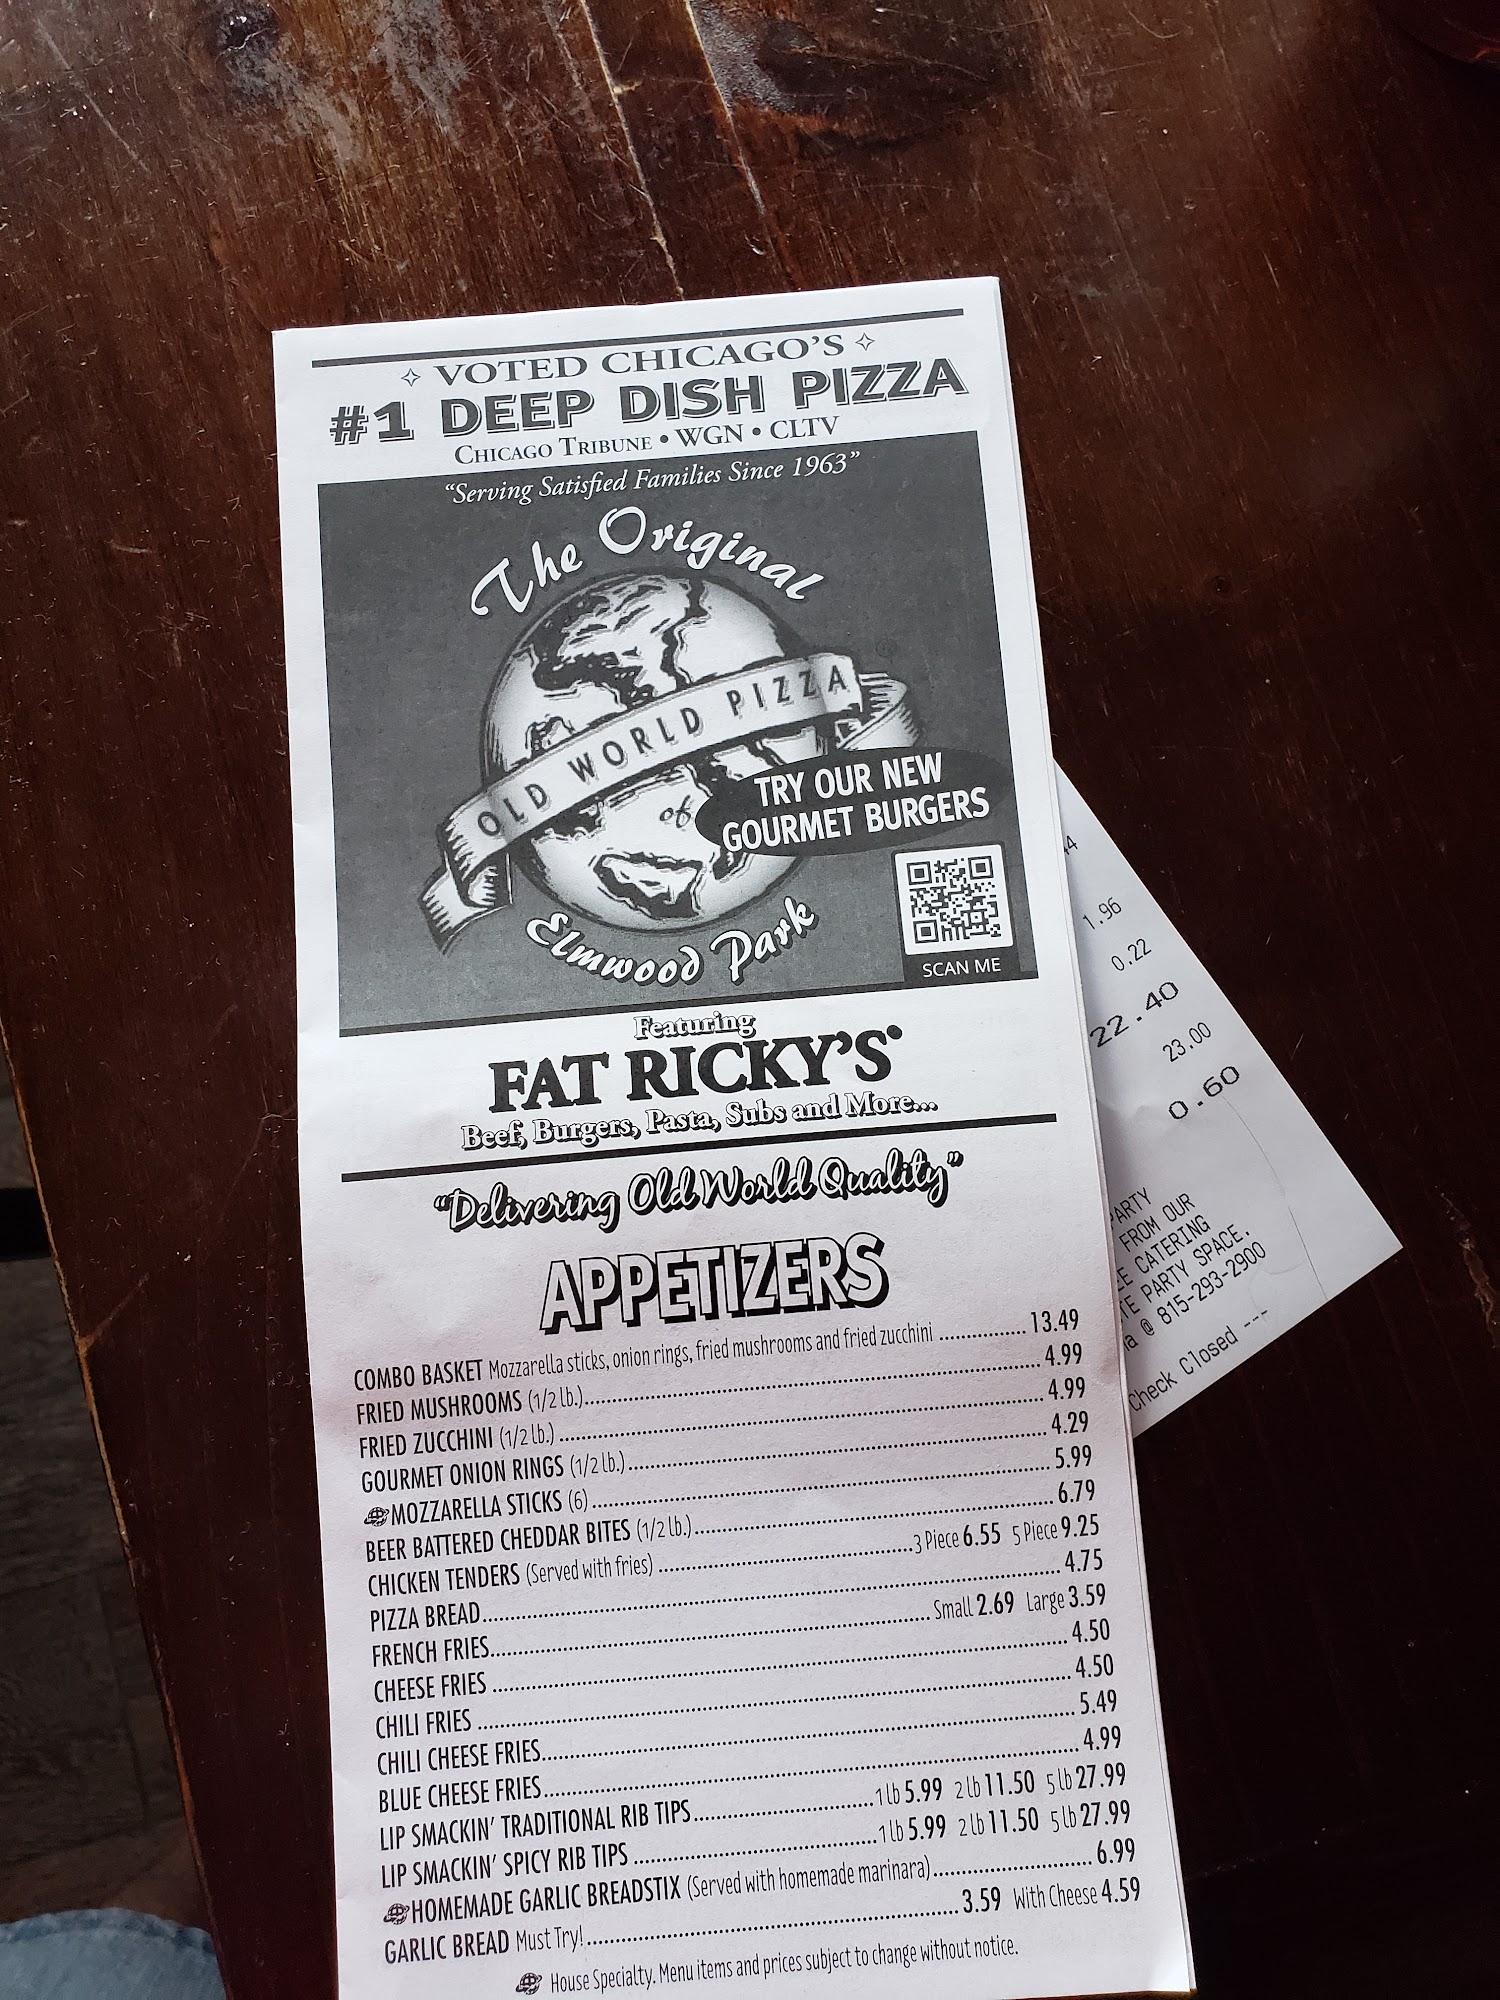 VOTED CHICAGO'S
#1 DEEP DISH PIZZA
CHICAGO TRIBUNE • WGN • CLTV
"Serving Satisfied Families Since 1963"
The Original
OLD WORLD PIZZA
of
Elmwood Park
TRY OUR NEW
GOURMET BURGERS
SCAN ME
Featuring
FAT RICKY'S
Beef, Burgers, Pasta, Subs and More...
"Delivering Old World Quality"
APPETIZERS
COMBO BASKET Mozzarella sticks, onion rings, fried mushrooms and fried zucchini ................ 13.49
FRIED MUSHROOMS (1/2 lb.)................ 4.99
FRIED ZUCCHINI (1/2 lb.) ................ 4.99
GOURMET ONION RINGS (1/2 lb.)................ 4.29
MOZZARELLA STICKS (6)................ 5.99
BEER BATTERED CHEDDAR BITES (1/2 lb.)................ 6.79
CHICKEN TENDERS (Served with fries) ................3 Piece 6.55 5 Piece 9.25
PIZZA BREAD................ 4.75
FRENCH FRIES................ Small 2.69 Large 3.59
CHEESE FRIES ................ 4.50
CHILI FRIES ................ 4.50
CHILI CHEESE FRIES................ 5.49
BLUE CHEESE FRIES................ 4.99
LIP SMACKIN' TRADITIONAL RIB TIPS................1 lb 5.99 2 lb 11.50 5 lb 27.99
LIP SMACKIN' SPICY RIB TIPS ................1 lb 5.99 2 lb 11.50 5 lb 27.99
HOMEMADE GARLIC BREADSTIX (Served with homemade marinara)................ 6.99
GARLIC BREAD Must Try!................ 3.59 With Cheese 4.59
House Specialty. Menu items and prices subject to change without notice.
1.96
0.22
22.40
23.00
0.60
PARTY
FROM OUR
CATERING
PARTY SPACE.
@ 815-293-2900
Check Closed ---